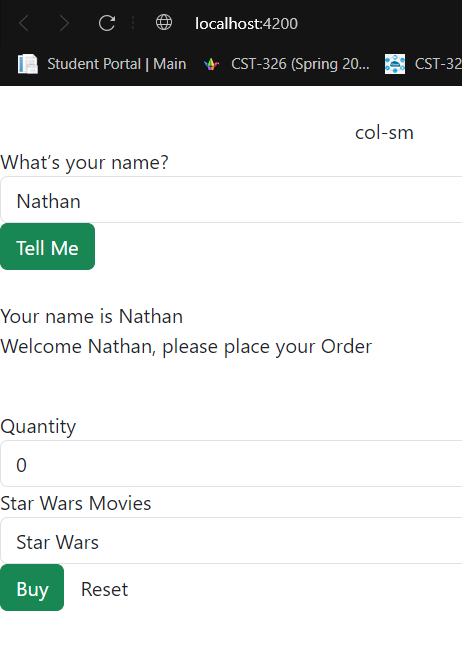 localhost:4200
Student Portal | Main CST-326 (Spring 20... CST-32
col-sm
What's your name?
Nathan
Tell Me
Your name is Nathan
Welcome Nathan, please place your Order
Quantity
0
Star Wars Movies
Star Wars
Buy Reset